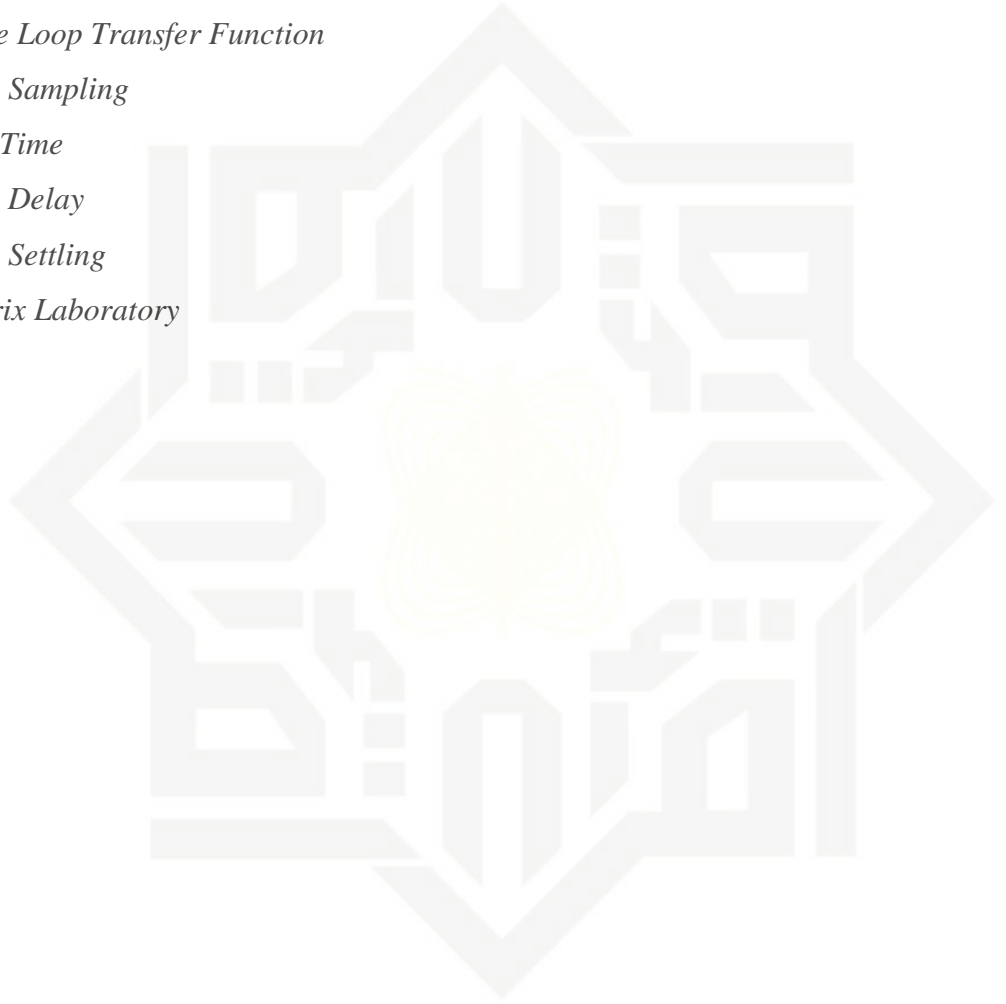 e Loop Transfer Function
Sampling
Time
Delay
Settling
rix Laboratory